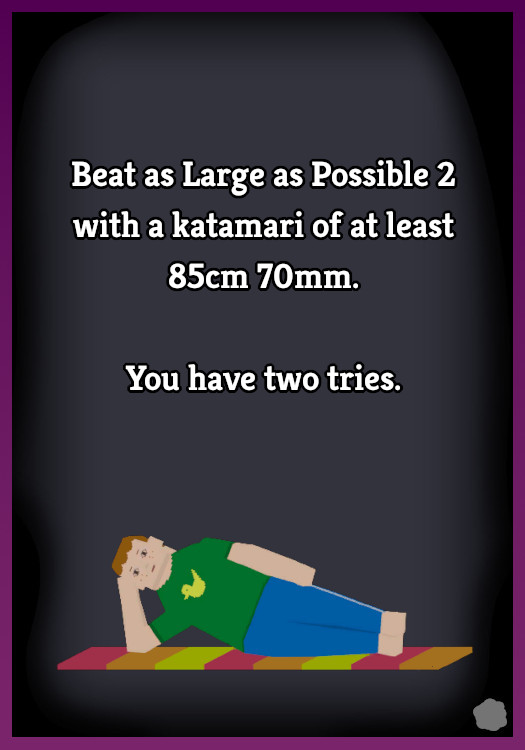 Beat as Large as Possible 2
with a katamari of at least
85cm 70mm.
You have two tries.